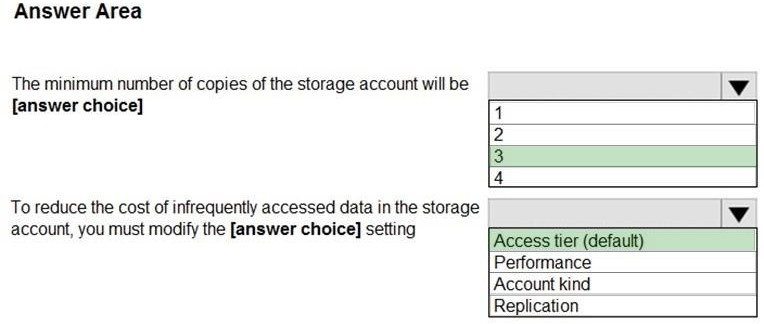 Answer Area
The minimum number of copies of the storage account will be
[answer choice]
1
2
3
4
To reduce the cost of infrequently accessed data in the storage
account, you must modify the [answer choice] setting
Access tier (default)
Performance
Account kind
Replication